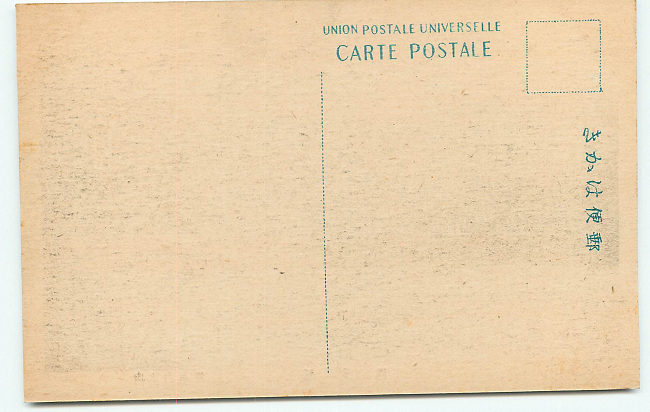 UNION POSTALE UNIVERSELLE
CARTE POSTALE
郵便はかき